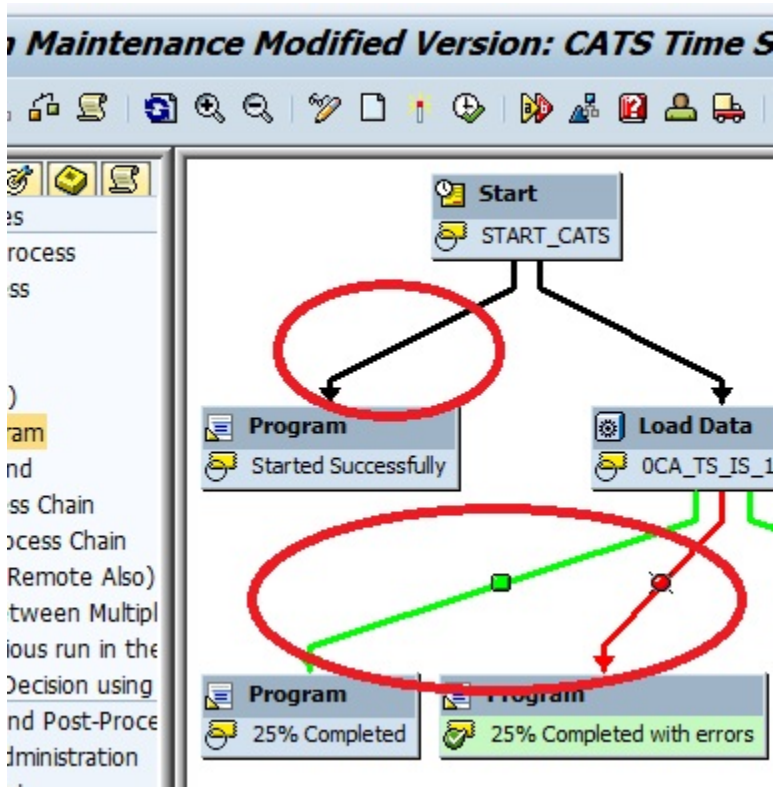 n Maintenance Modified Version: CATS Time S
Start
START_CATS
es
rocess
ss
)
ram
nd
ss Chain
ocess Chain
Remote Also)
etween Multipl
ious run in the
Decision using
nd Post-Proce
dministration
Program
Started Successfully
Load Data
0CA_TS_IS_1
Program
25% Completed
Program
25% Completed with errors